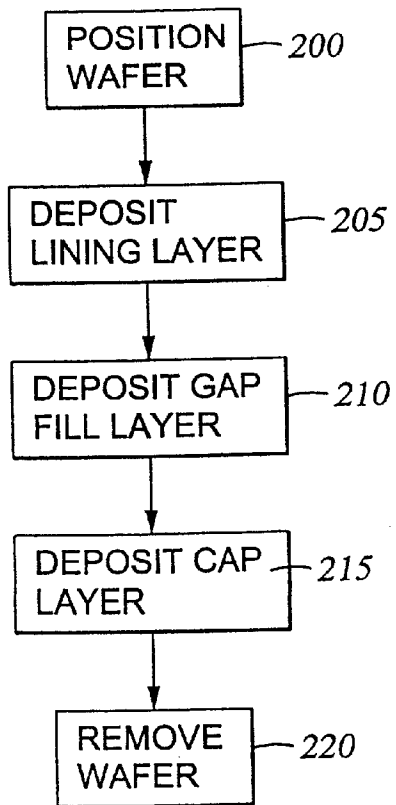 POSITION
WAFER
200
DEPOSIT
LINING LAYER
205
DEPOSIT GAP
FILL LAYER
210
DEPOSIT CAP
LAYER
215
REMOVE
WAFER
220